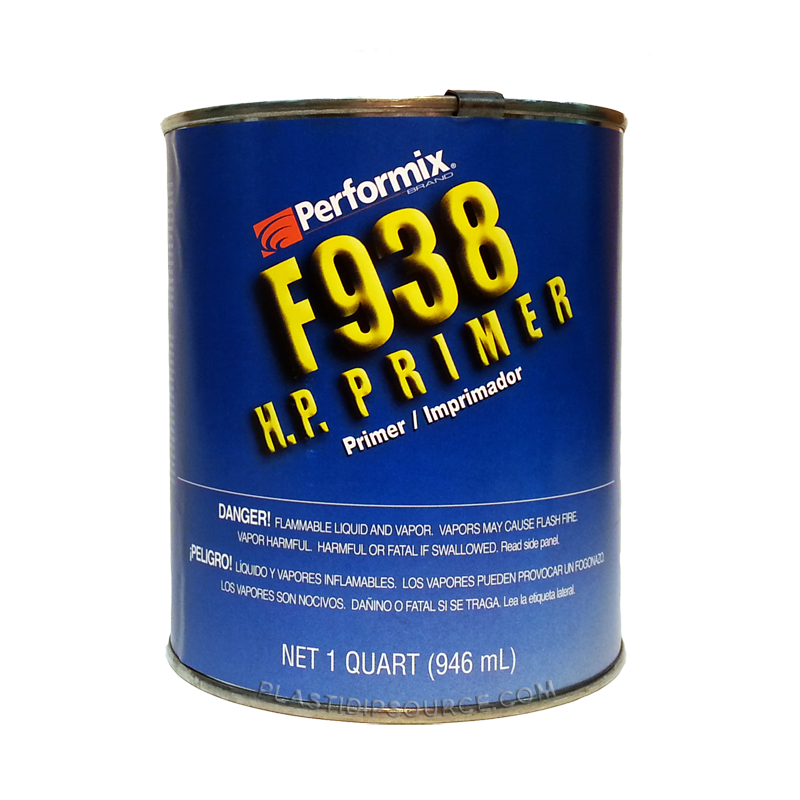 Performix®
BRAND
F938
H.P. PRIMER
Primer / Imprimador
DANGER! FLAMMABLE LIQUID AND VAPOR. VAPORS MAY CAUSE FLASH FIRE.
VAPOR HARMFUL. HARMFUL OR FATAL IF SWALLOWED. Read side panel.
¡PELIGRO! LÍQUIDO Y VAPORES INFLAMABLES. LOS VAPORES PUEDEN PROVOCAR UN FOGONAZO.
LOS VAPORES SON NOCIVOS. DAÑINO O FATAL SI SE TRAGA. Lea la etiqueta lateral.
NET 1 QUART (946 mL)
PLASTIDIPSOURCE.COM